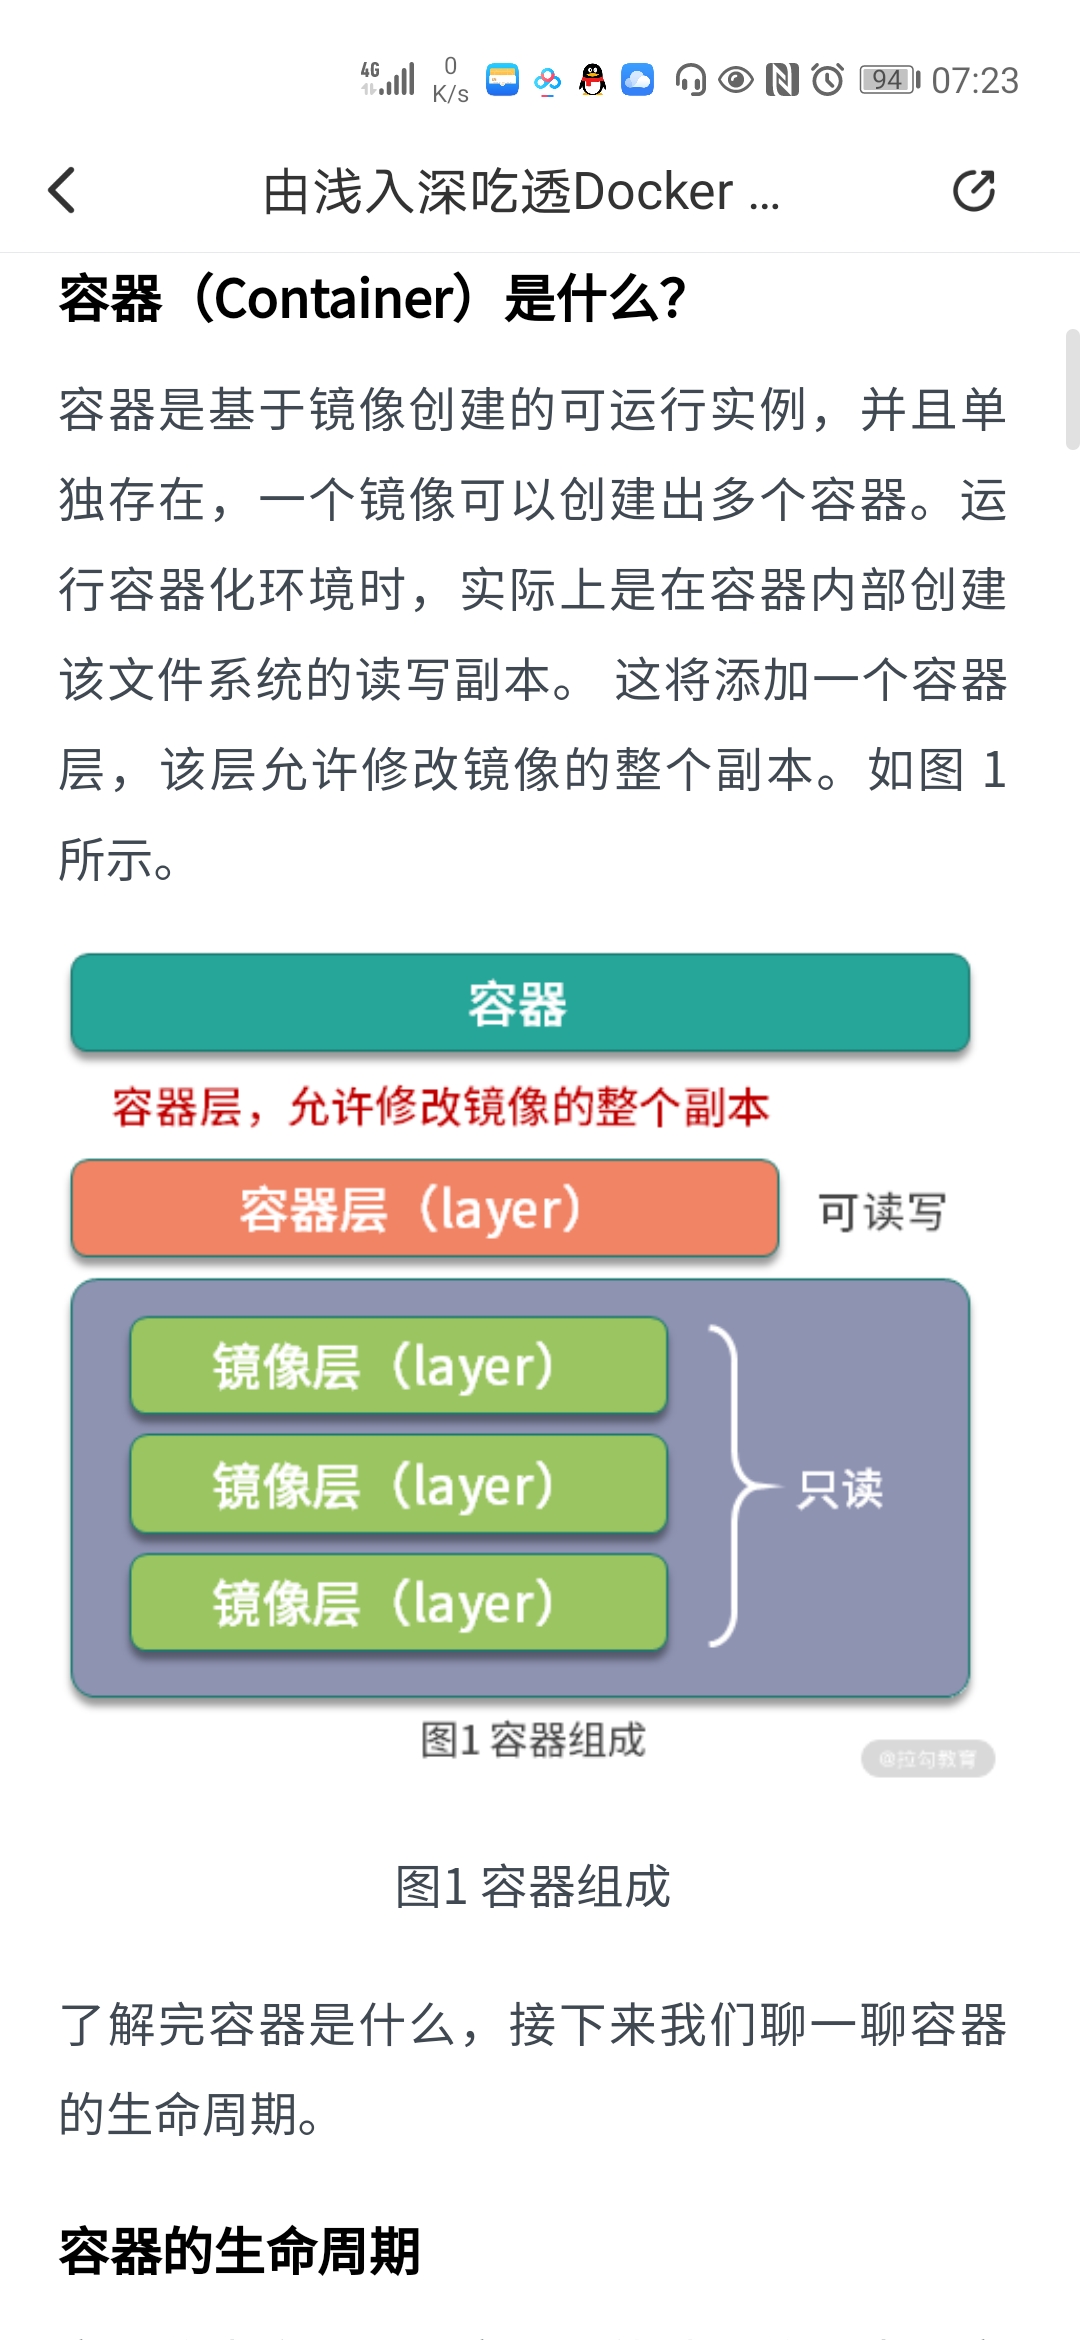 4G
0
K/s
94
07:23
由浅入深吃透Docker ...
容器（Container）是什么？
容器是基于镜像创建的可运行实例，并且单
独存在，一个镜像可以创建出多个容器。运
行容器化环境时，实际上是在容器内部创建
该文件系统的读写副本。 这将添加一个容器
层，该层允许修改镜像的整个副本。如图 1
所示。
容器
容器层，允许修改镜像的整个副本
容器层（layer）
可读写
镜像层（layer）
镜像层（layer）
只读
镜像层（layer）
图1 容器组成
@拉勾教育
图1 容器组成
了解完容器是什么，接下来我们聊一聊容器
的生命周期。
容器的生命周期